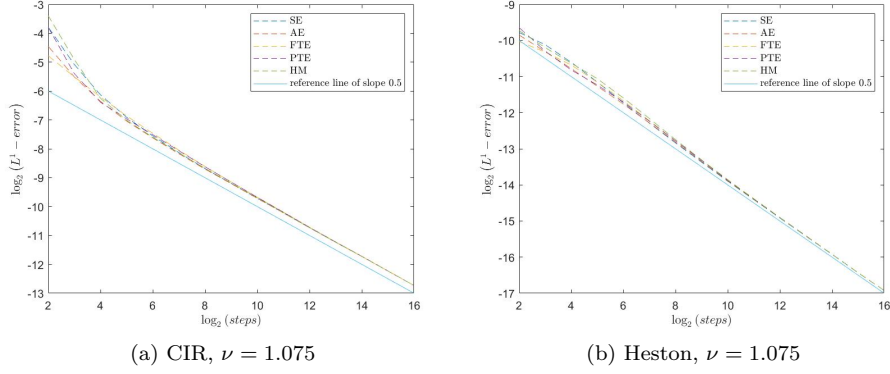 -3
-4
-5
-6
-7
-8
-9
-10
-11
-12
-13
2 4 6 8 10 12 14 16
log₂ (L¹ − error)
log₂ (steps)
SE
AE
FTE
PTE
HM
reference line of slope 0.5
(a) CIR, ν = 1.075
-9
-10
-11
-12
-13
-14
-15
-16
-17
2 4 6 8 10 12 14 16
log₂ (L¹ − error)
log₂ (steps)
SE
AE
FTE
PTE
HM
reference line of slope 0.5
(b) Heston, ν = 1.075